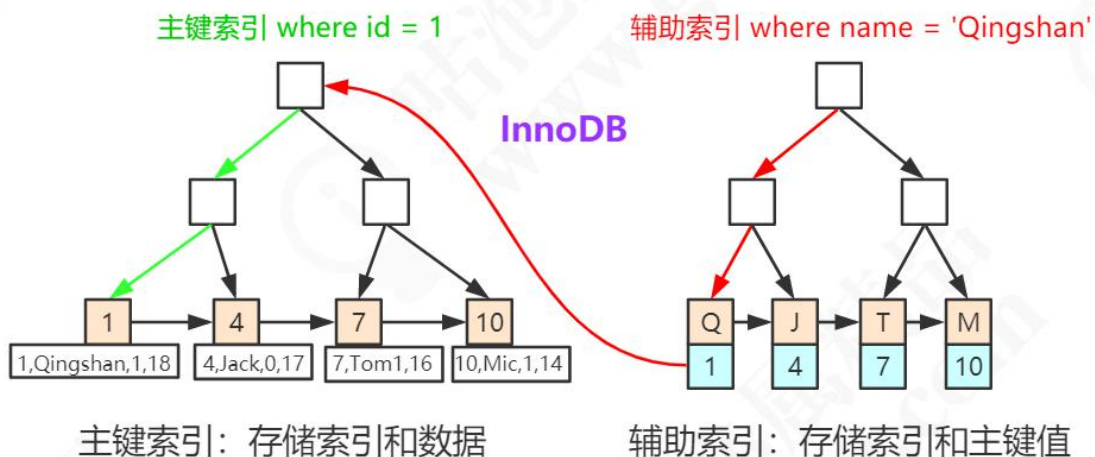 主键索引 where id = 1
辅助索引 where name = 'Qingshan'
InnoDB
1
4
7
10
1,Qingshan,1,18
4,Jack,0,17
7,Tom1,16
10,Mic,1,14
Q
J
T
M
1
4
7
10
主键索引：存储索引和数据
辅助索引：存储索引和主键值